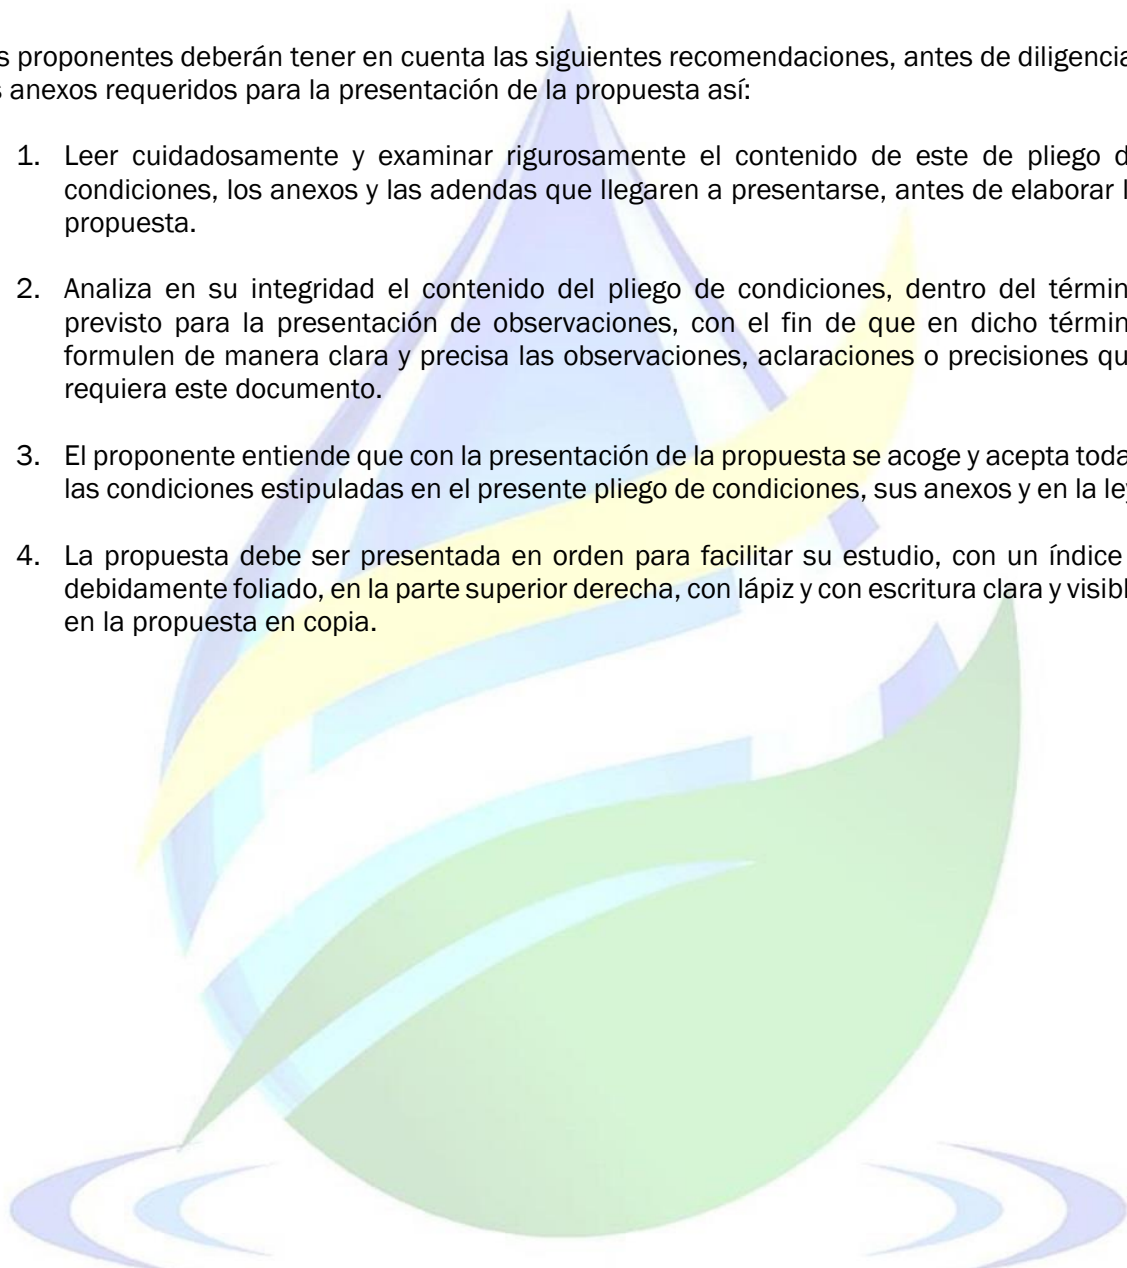 s proponentes deberán tener en cuenta las siguientes recomendaciones, antes de diligencia
s anexos requeridos para la presentación de la propuesta así:
1. Leer cuidadosamente y examinar rigurosamente el contenido de este de pliego d
condiciones, los anexos y las adendas que llegaren a presentarse, antes de elaborar l
propuesta.
2. Analiza en su integridad el contenido del pliego de condiciones, dentro del términ
previsto para la presentación de observaciones, con el fin de que en dicho términ
formulen de manera clara y precisa las observaciones, aclaraciones o precisiones qu
requiera este documento.
3. El proponente entiende que con la presentación de la propuesta se acoge y acepta toda
las condiciones estipuladas en el presente pliego de condiciones, sus anexos y en la ley
4. La propuesta debe ser presentada en orden para facilitar su estudio, con un índice
debidamente foliado, en la parte superior derecha, con lápiz y con escritura clara y visibl
en la propuesta en copia.